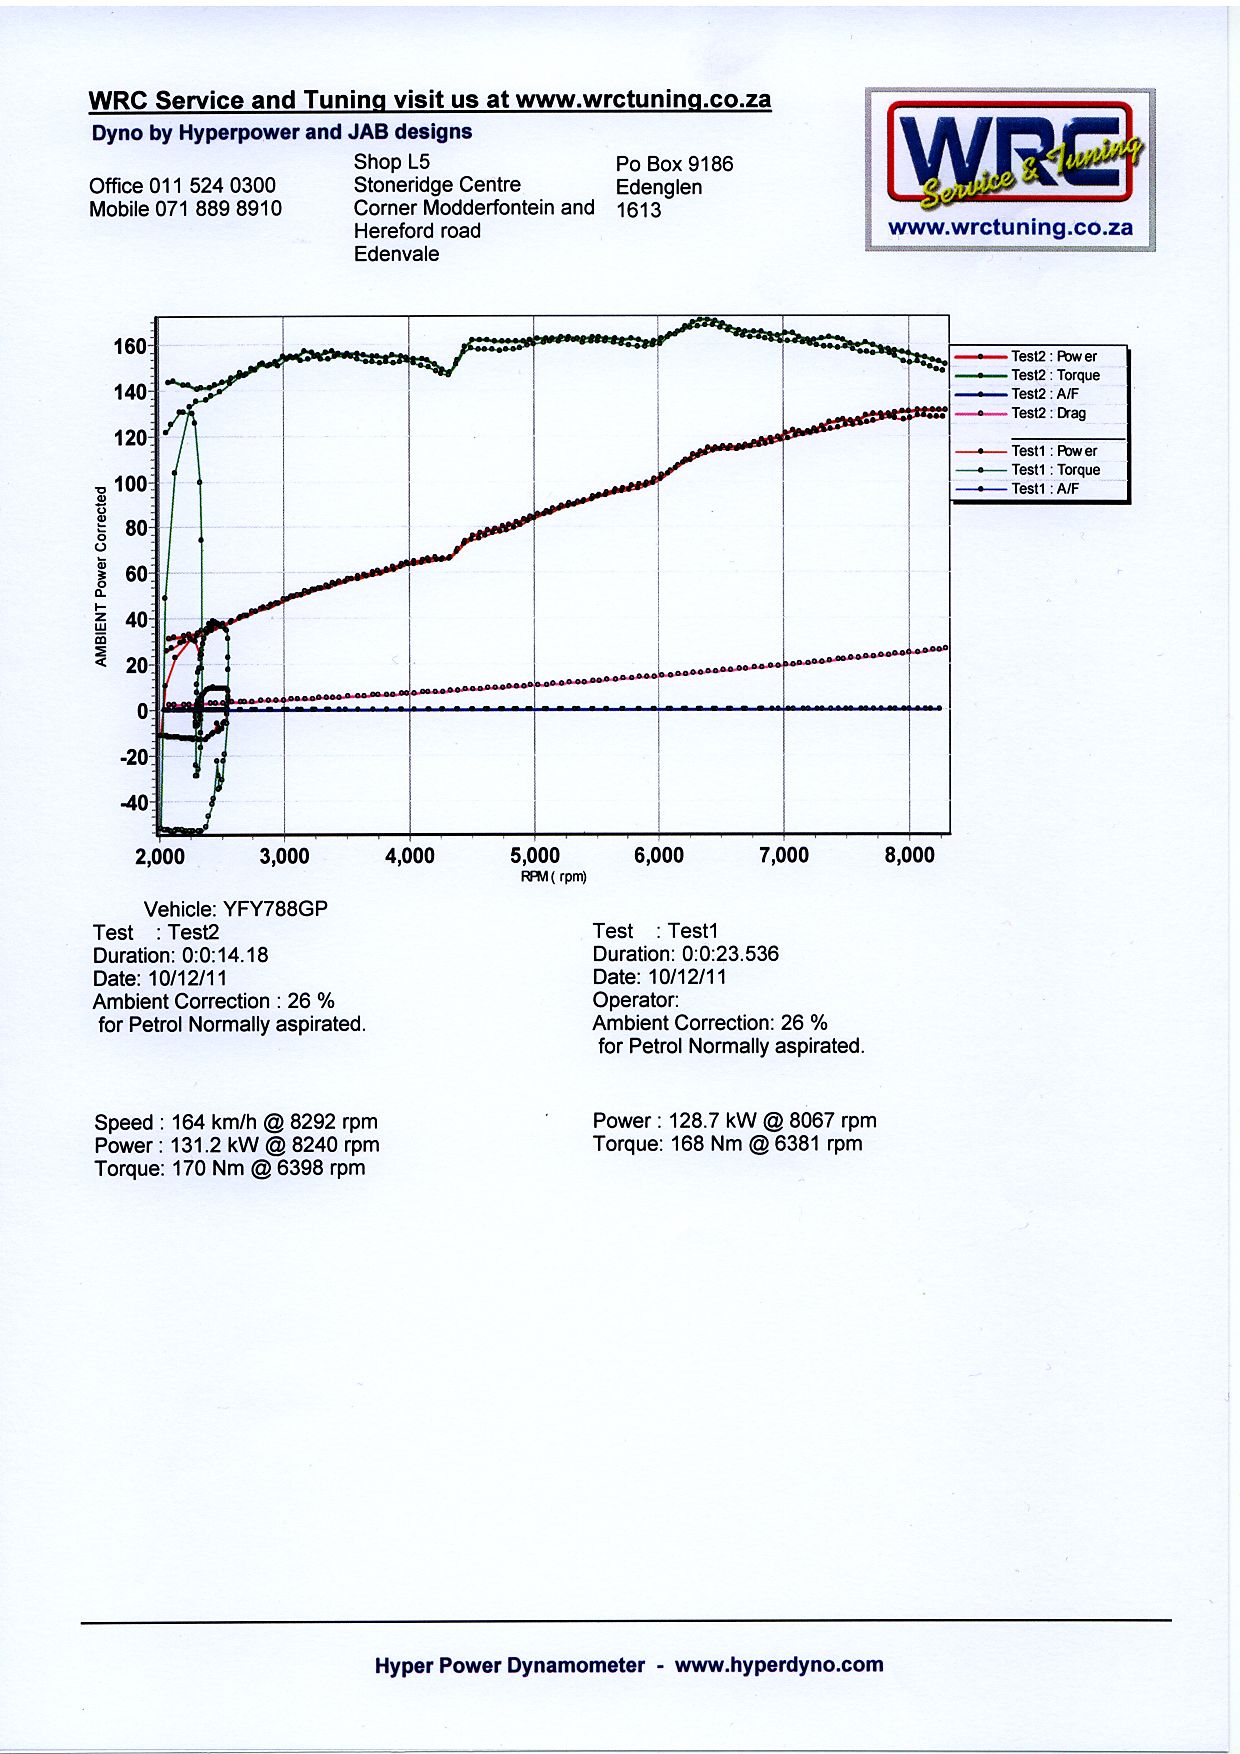 WRC Service and Tuning visit us at www.wrctuning.co.za
Dyno by Hyperpower and JAB designs
Office 011 524 0300
Mobile 071 889 8910
Shop L5
Stoneridge Centre
Corner Modderfontein and
Hereford road
Edenvale
Po Box 9186
Edenglen
1613
WRC
Service & Tuning
www.wrctuning.co.za
AMBIENT Power Corrected
160
140
120
100
80
60
40
20
0
-20
-40
2,000 3,000 4,000 5,000 6,000 7,000 8,000
RPM ( rpm)
Test2 : Power
Test2 : Torque
Test2 : A/F
Test2 : Drag
Test1 : Power
Test1 : Torque
Test1 : A/F
Vehicle: YFY788GP
Test : Test2
Duration: 0:0:14.18
Date: 10/12/11
Ambient Correction : 26 %
for Petrol Normally aspirated.
Speed : 164 km/h @ 8292 rpm
Power : 131.2 kW @ 8240 rpm
Torque: 170 Nm @ 6398 rpm
Test : Test1
Duration: 0:0:23.536
Date: 10/12/11
Operator:
Ambient Correction: 26 %
for Petrol Normally aspirated.
Power : 128.7 kW @ 8067 rpm
Torque: 168 Nm @ 6381 rpm
Hyper Power Dynamometer - www.hyperdyno.com